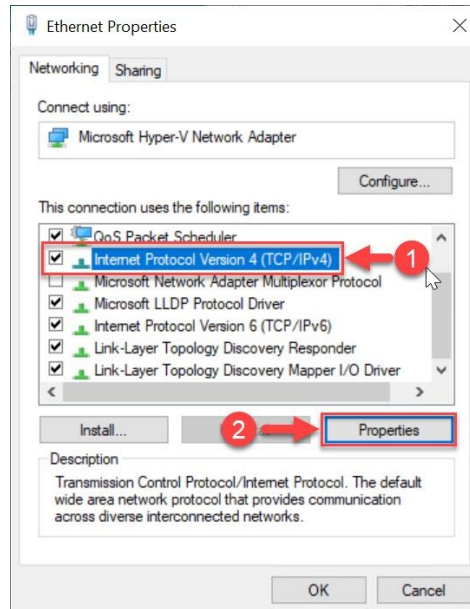 Ethernet Properties
Networking Sharing
Connect using:
Microsoft Hyper-V Network Adapter
Configure...
This connection uses the following items:
QoS Packet Scheduler
Internet Protocol Version 4 (TCP/IPv4)
1
Microsoft Network Adapter Multiplexor Protocol
Microsoft LLDP Protocol Driver
Internet Protocol Version 6 (TCP/IPv6)
Link-Layer Topology Discovery Responder
Link-Layer Topology Discovery Mapper I/O Driver
Install...
2
Properties
Description
Transmission Control Protocol/Internet Protocol. The default
wide area network protocol that provides communication
across diverse interconnected networks.
OK Cancel